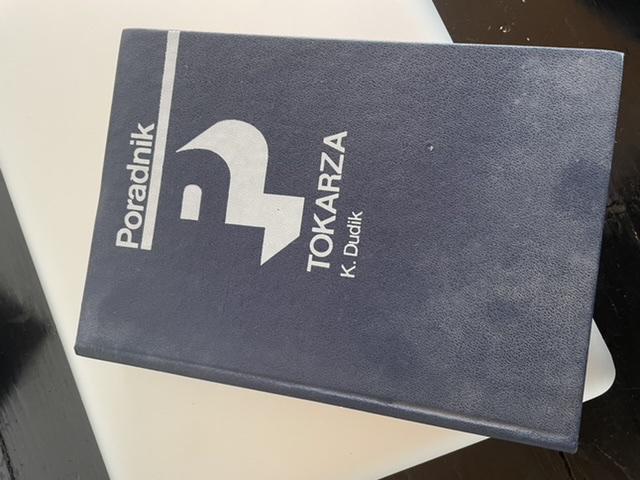 Poradnik
TOKARZA
K. Dudik